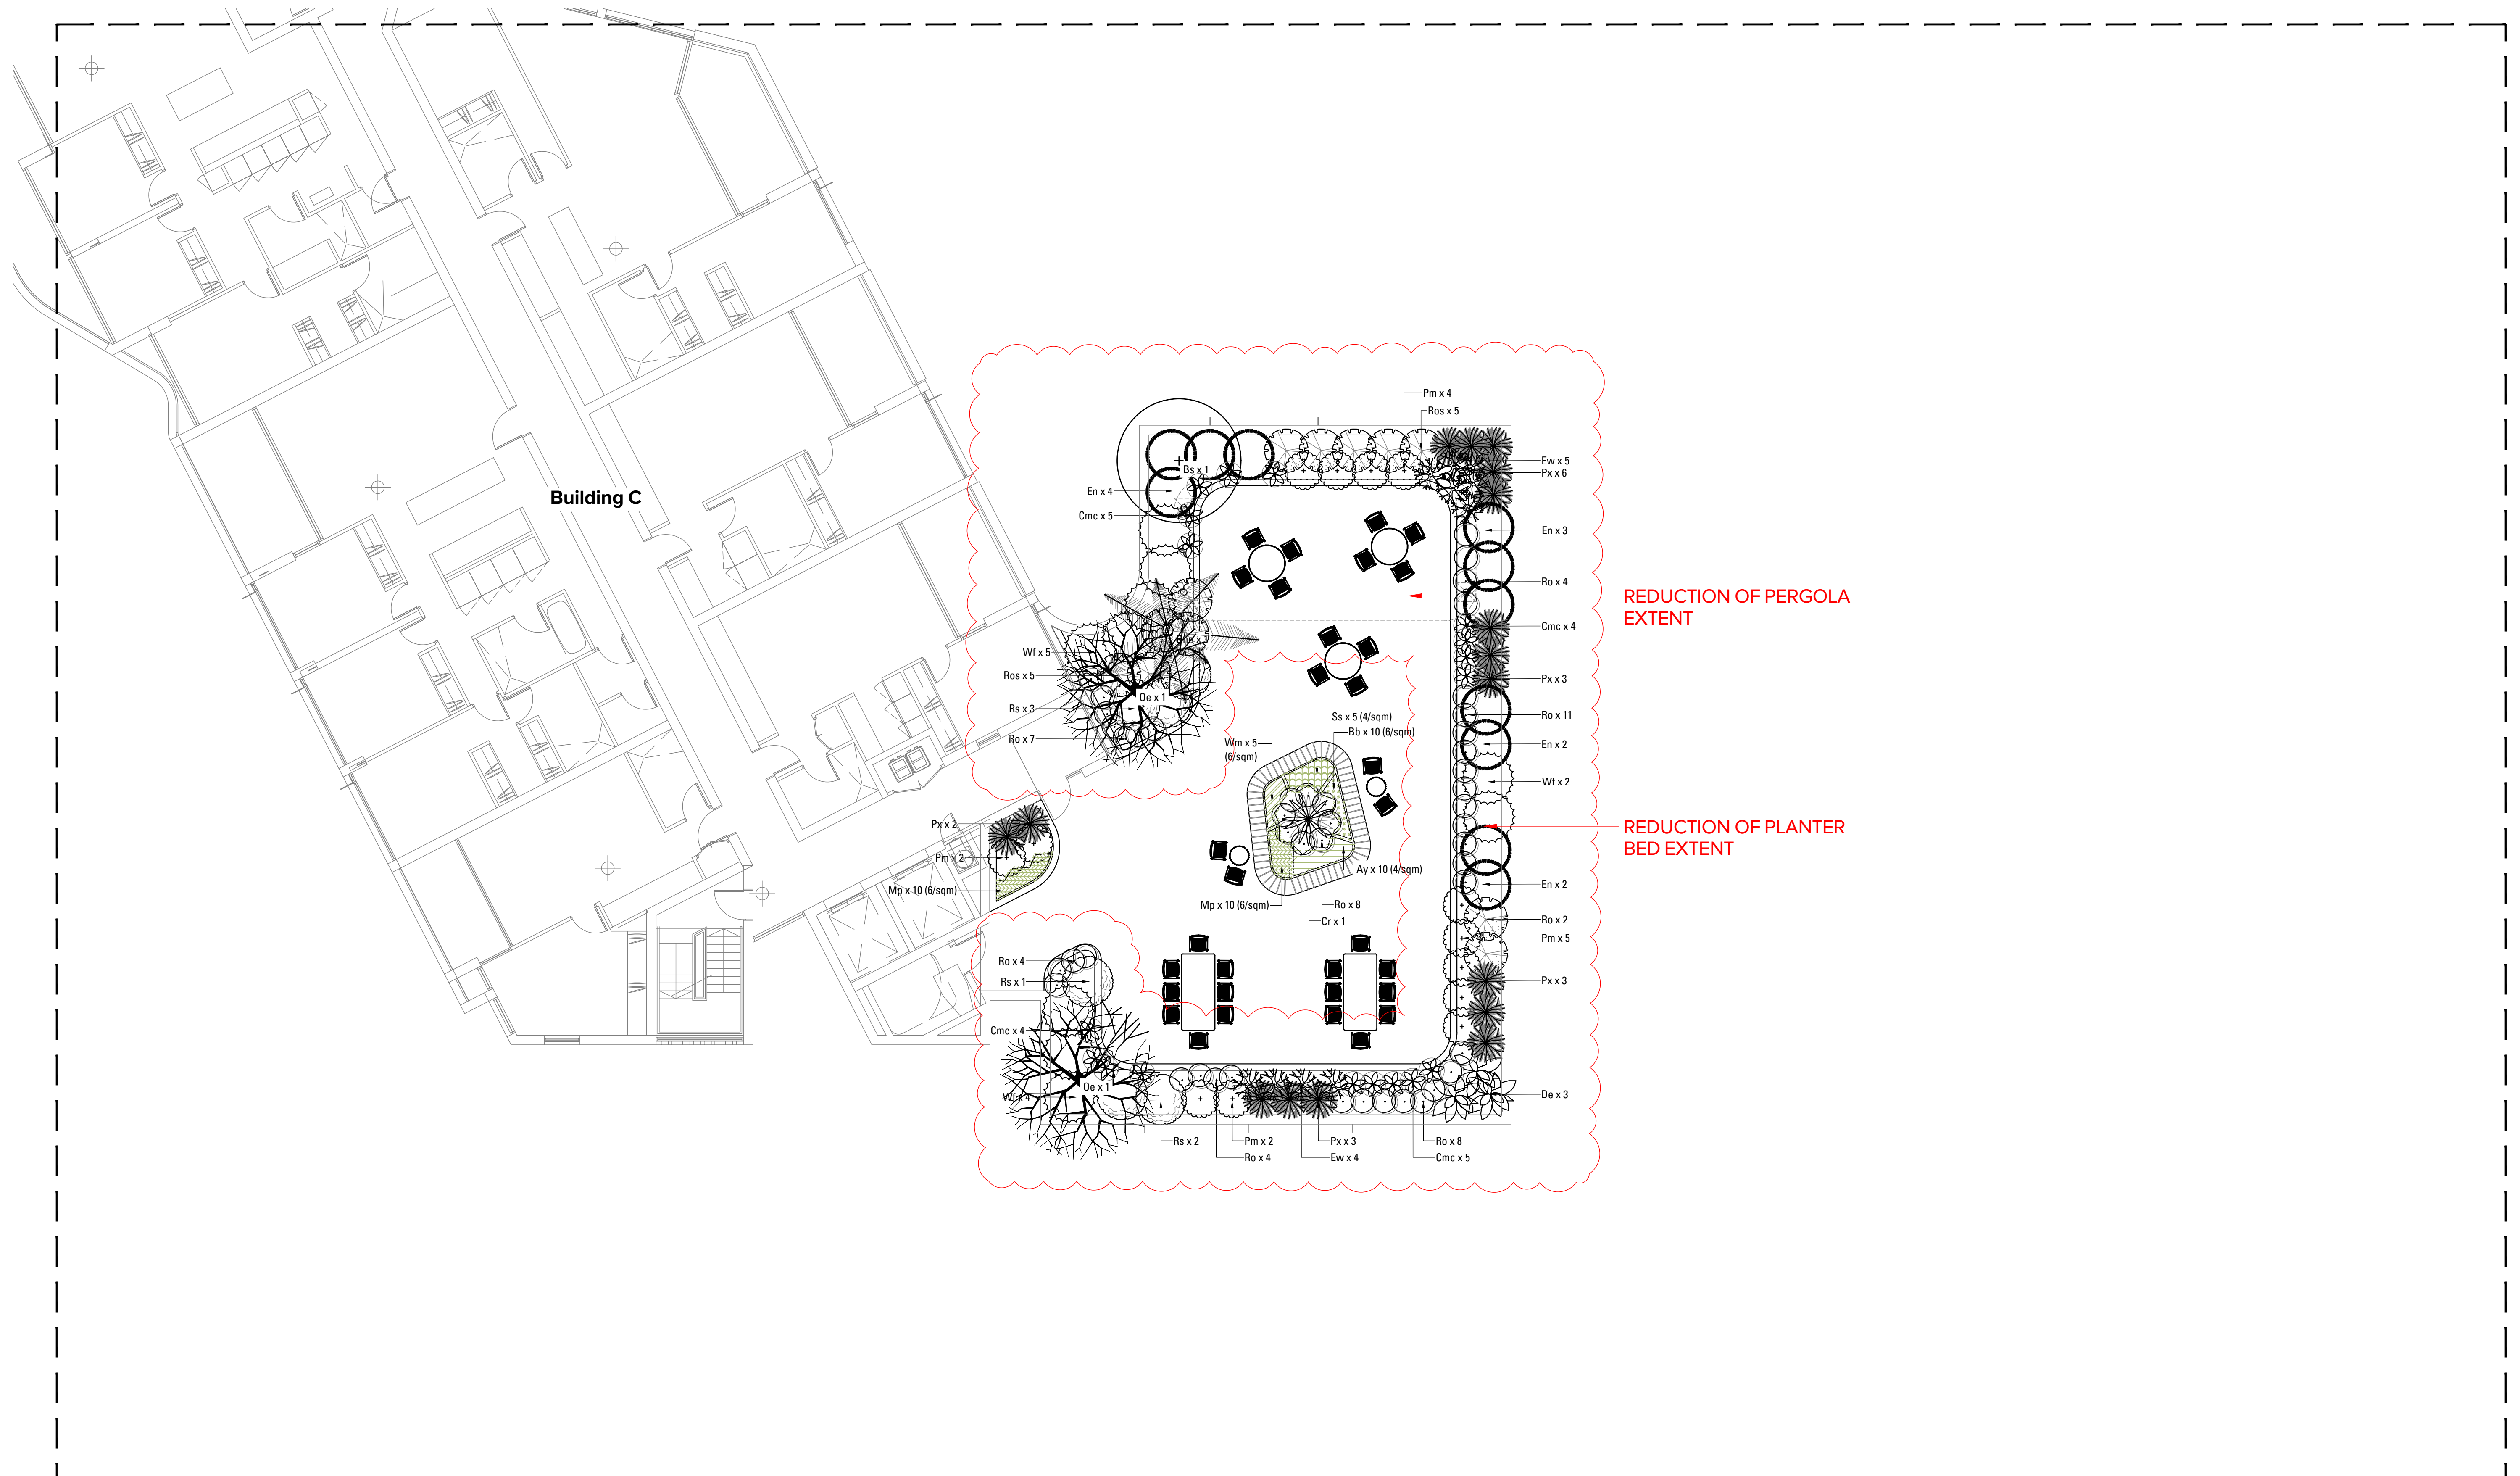 Pm x 4
Ros x 5
Bs x 1
Ew x 5
Px x 6
En x 4
Building C
Cmc x 5
En x 3
Ro x 4
REDUCTION OF PERGOLA
EXTENT
Cmc x 4
Wf x 5
Ros x 5
Px x 3
Oe x 1
Rs x 3
Ro x 11
Ss x 5 (4/sqm)
Bb x 10 (6/sqm)
Ro x 7
Wm x 5
(6/sqm)
En x 2
Wf x 2
Px x 2
REDUCTION OF PLANTER
BED EXTENT
Pm x 2
Ay x 10 (4/sqm)
Mp x 10 (6/sqm)
En x 2
Mp x 10 (6/sqm)
Ro x 8
Cr x 1
Ro x 2
Pm x 5
Ro x 4
Rs x 1
Px x 3
Cmc x 4
Oe x 1
Wf x 4
De x 3
Rs x 2
Pm x 2
Px x 3
Ro x 8
Ro x 4
Ew x 4
Cmc x 5